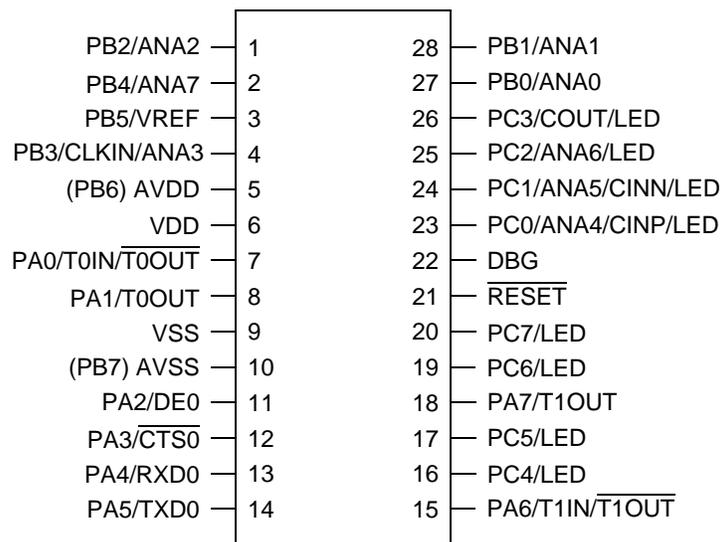 PB2/ANA2 1 28 PB1/ANA1
PB4/ANA7 2 27 PB0/ANA0
PB5/VREF 3 26 PC3/COUT/LED
PB3/CLKIN/ANA3 4 25 PC2/ANA6/LED
(PB6) AVDD 5 24 PC1/ANA5/CINN/LED
VDD 6 23 PC0/ANA4/CINP/LED
PA0/T0IN/T0OUT 7 22 DBG
PA1/T0OUT 8 21 RESET
VSS 9 20 PC7/LED
(PB7) AVSS 10 19 PC6/LED
PA2/DE0 11 18 PA7/T1OUT
PA3/CTS0 12 17 PC5/LED
PA4/RXD0 13 16 PC4/LED
PA5/TXD0 14 15 PA6/T1IN/T1OUT